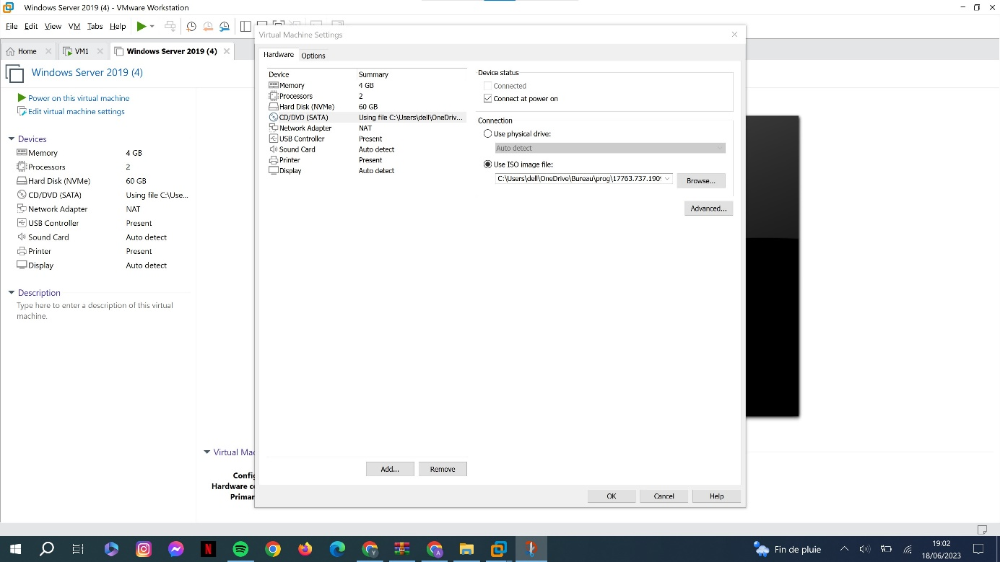 Windows Server 2019 (4) - VMware Workstation
File Edit View VM Tabs Help
Home VM1 Windows Server 2019 (4)
Windows Server 2019 (4)
Power on this virtual machine
Edit virtual machine settings
Devices
Memory 4 GB
Processors 2
Hard Disk (NVMe) 60 GB
CD/DVD (SATA) Using file C:\Use...
Network Adapter NAT
USB Controller Present
Sound Card Auto detect
Printer Present
Display Auto detect
Description
Type here to enter a description of this virtual
machine.
Virtual Machine Settings
Hardware Options
Device Summary
Memory 4 GB
Processors 2
Hard Disk (NVMe) 60 GB
CD/DVD (SATA) Using file C:\Users\dell\OneDriv...
Network Adapter NAT
USB Controller Present
Sound Card Auto detect
Printer Present
Display Auto detect
Add... Remove
Device status
Connected
Connect at power on
Connection
Use physical drive:
Auto detect
Use ISO image file:
C:\Users\dell\OneDrive\Bureau\prog\17763.737.190
Browse...
Advanced...
OK Cancel Help
Virtual
Hardware
Fin de pluie
19:02
18/06/2023